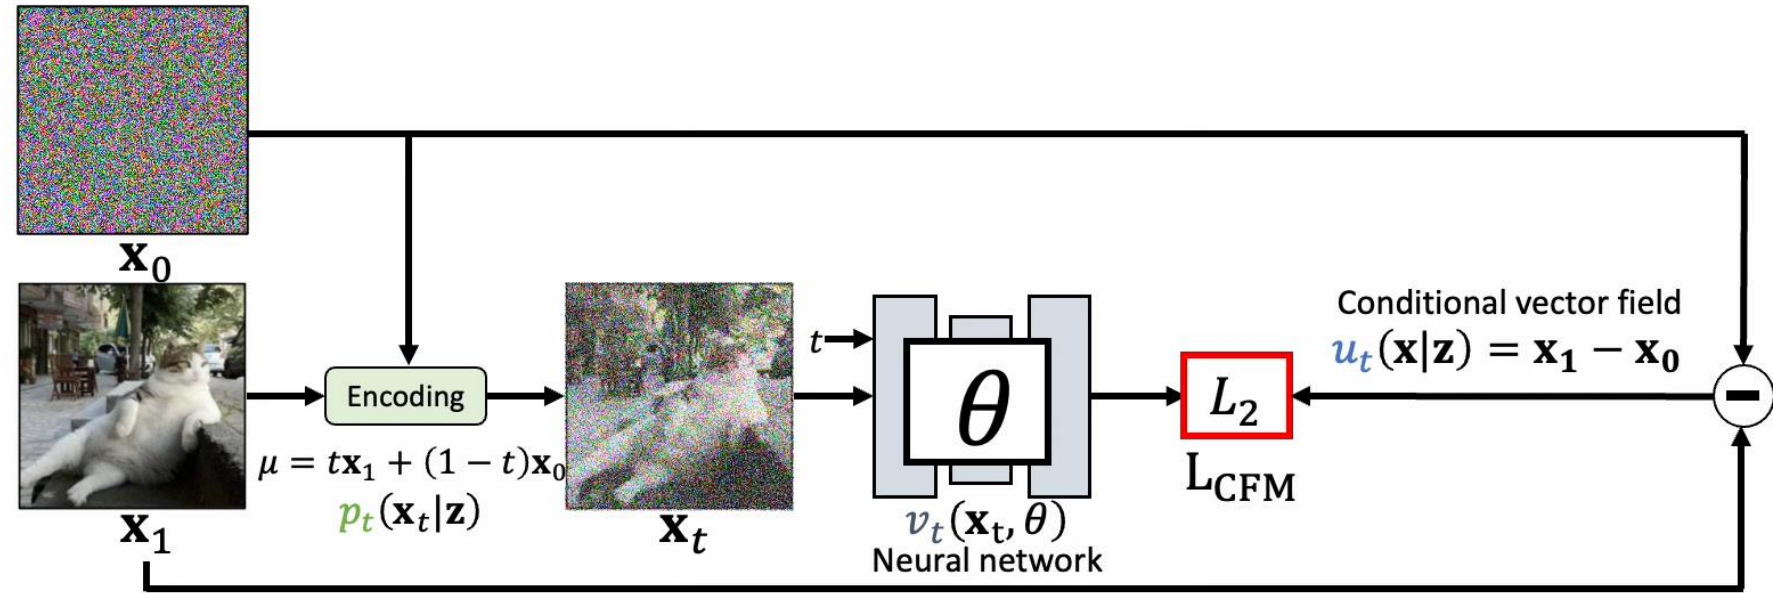 𝐱₀
𝐱₁
Encoding
μ = t𝐱₁ + (1 − t)𝐱₀
pₜ(𝐱ₜ|𝐳)
𝐱ₜ
t
θ
vₜ(𝐱ₜ, θ)
Neural network
L₂
L_CFM
Conditional vector field
uₜ(𝐱|𝐳) = 𝐱₁ − 𝐱₀
−